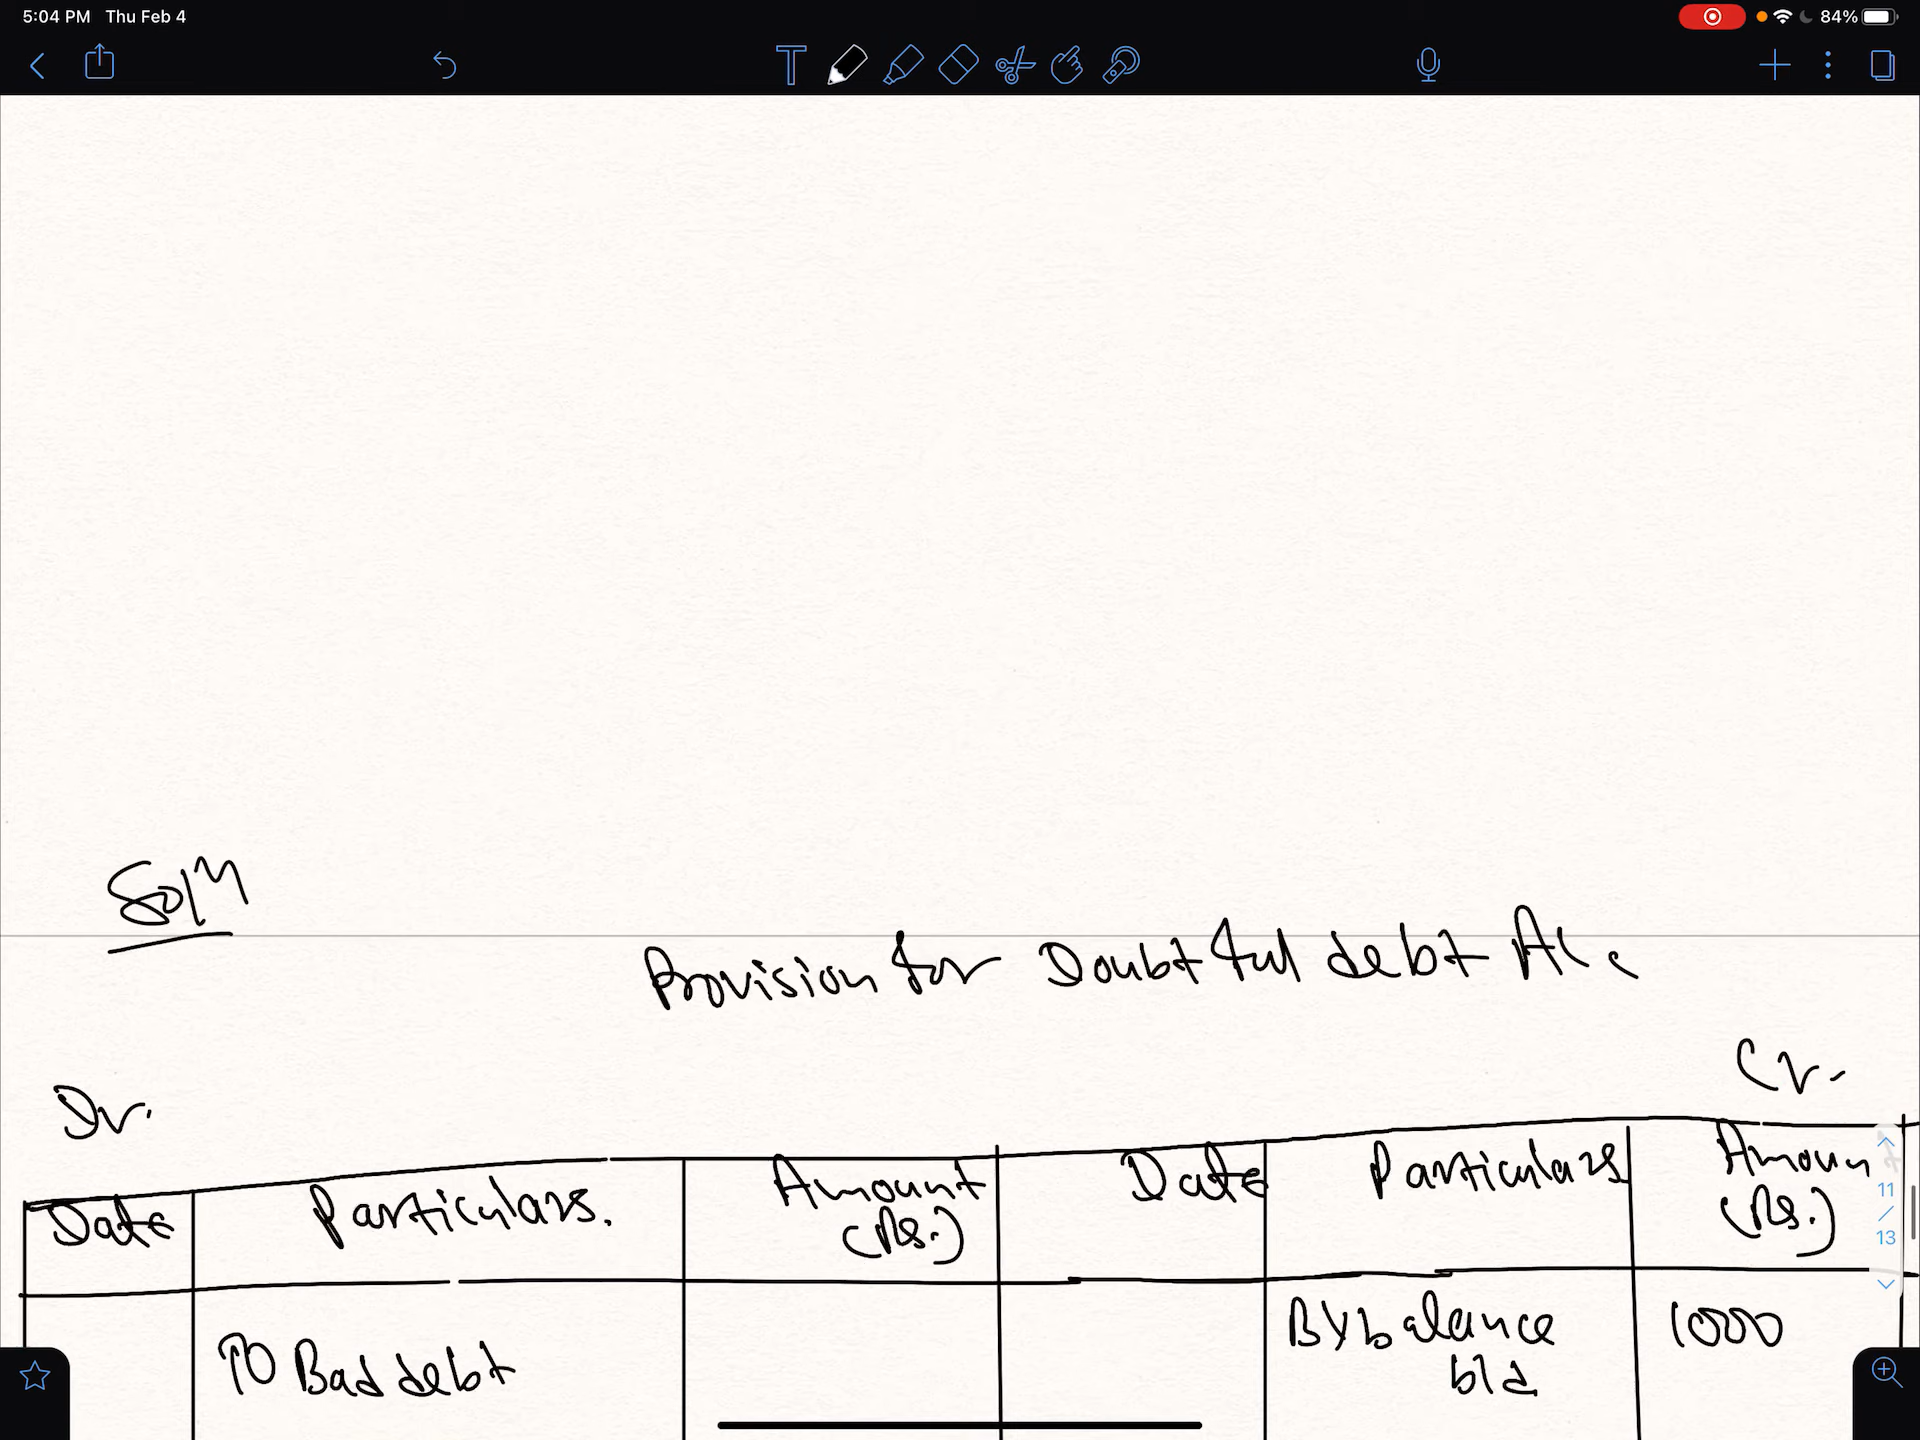 5:04 PM Thu Feb 4
84%
Soln
Provision for Doubtful debt A/c
Dr.
Cr.
Date Particulars. Amount (Rs.) Date Particulars Amount (Rs.)
To Bad debt
By balance b/d 1000
11
/
13